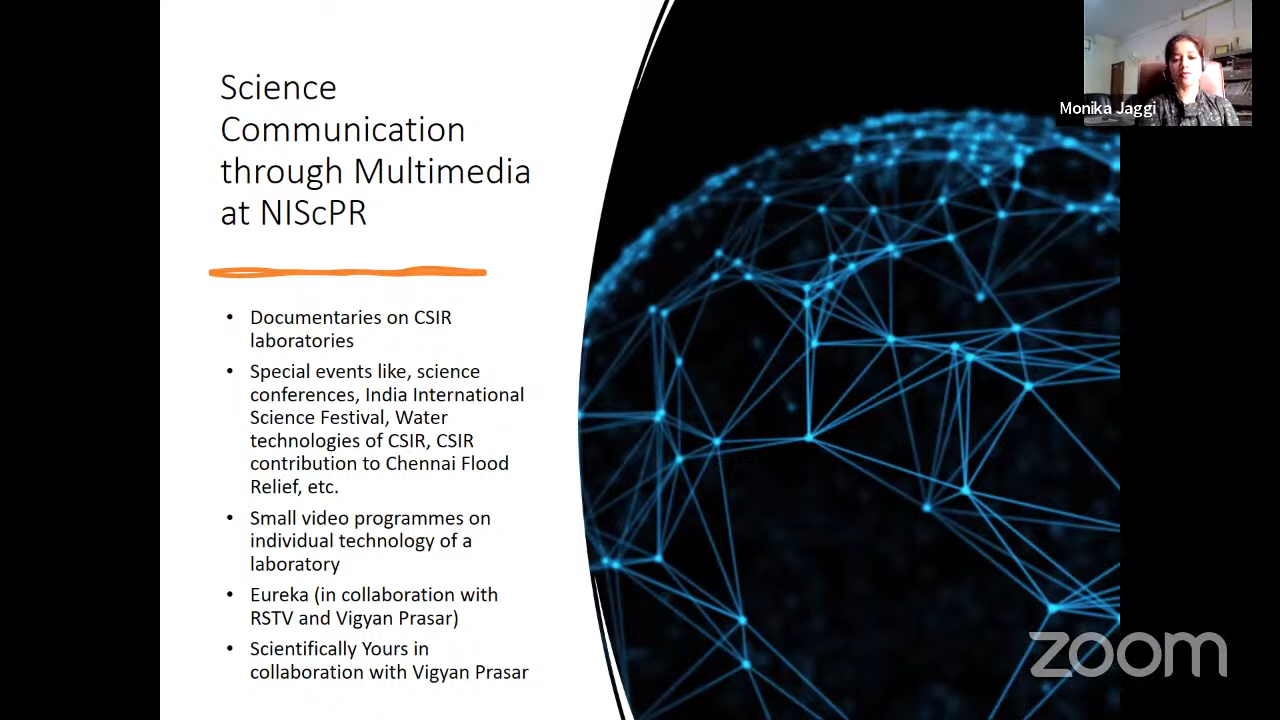 Science
Communication
through Multimedia
at NIScPR
• Documentaries on CSIR
laboratories
• Special events like, science
conferences, India International
Science Festival, Water
technologies of CSIR, CSIR
contribution to Chennai Flood
Relief, etc.
• Small video programmes on
individual technology of a
laboratory
• Eureka (in collaboration with
RSTV and Vigyan Prasar)
• Scientifically Yours in
collaboration with Vigyan Prasar
Monika Jaggi
zoom